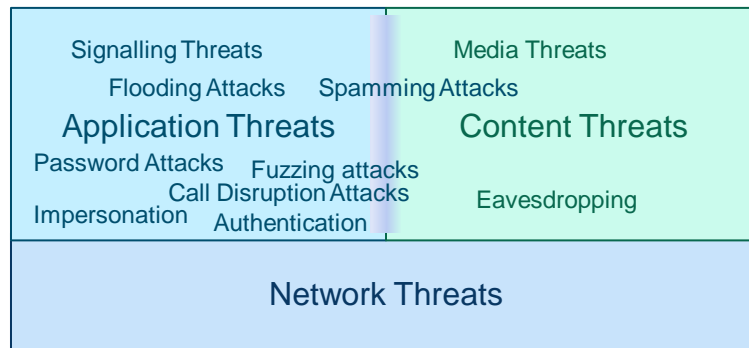 Signalling Threats
Media Threats
Flooding Attacks
Spamming Attacks
Application Threats
Content Threats
Password Attacks
Fuzzing attacks
Call Disruption Attacks
Eavesdropping
Impersonation
Authentication
Network Threats